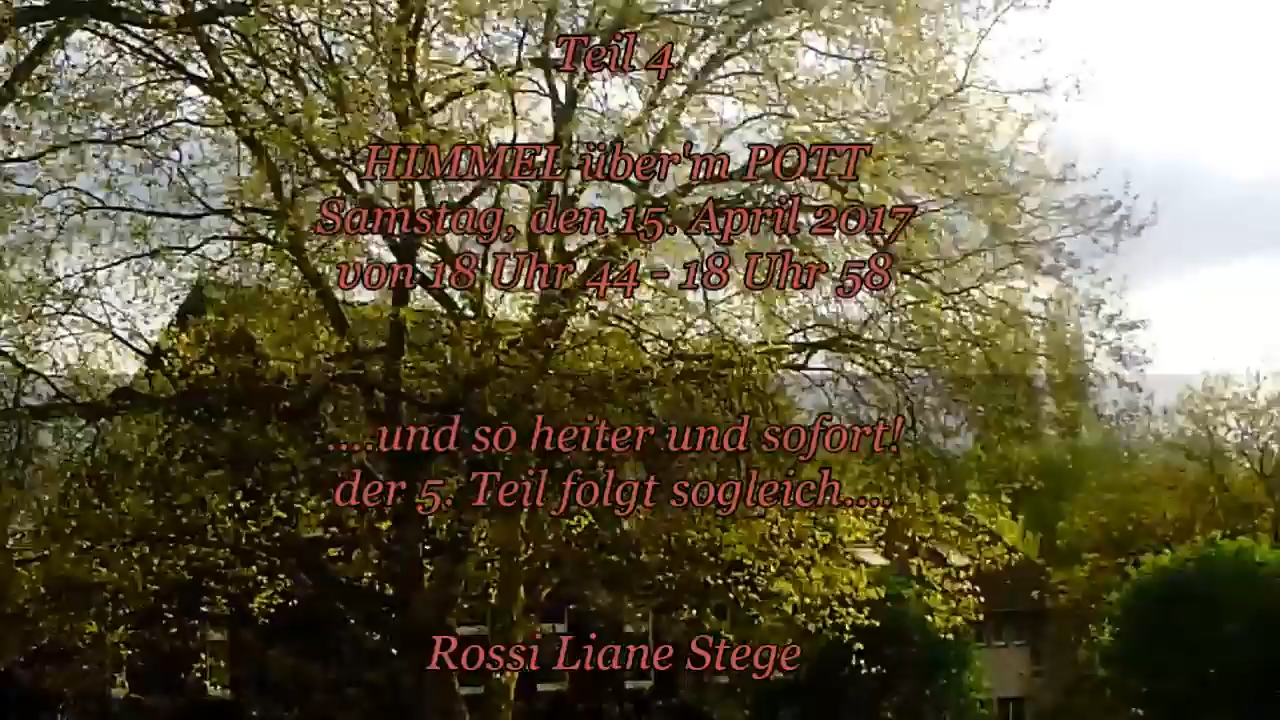 Teil 4
HIMMEL über'm POTT
Samstag, den 15. April 2017
von 18 Uhr 44 - 18 Uhr 58
....und so heiter und sofort!
der 5. Teil folgt sogleich....
Rossi Liane Stege